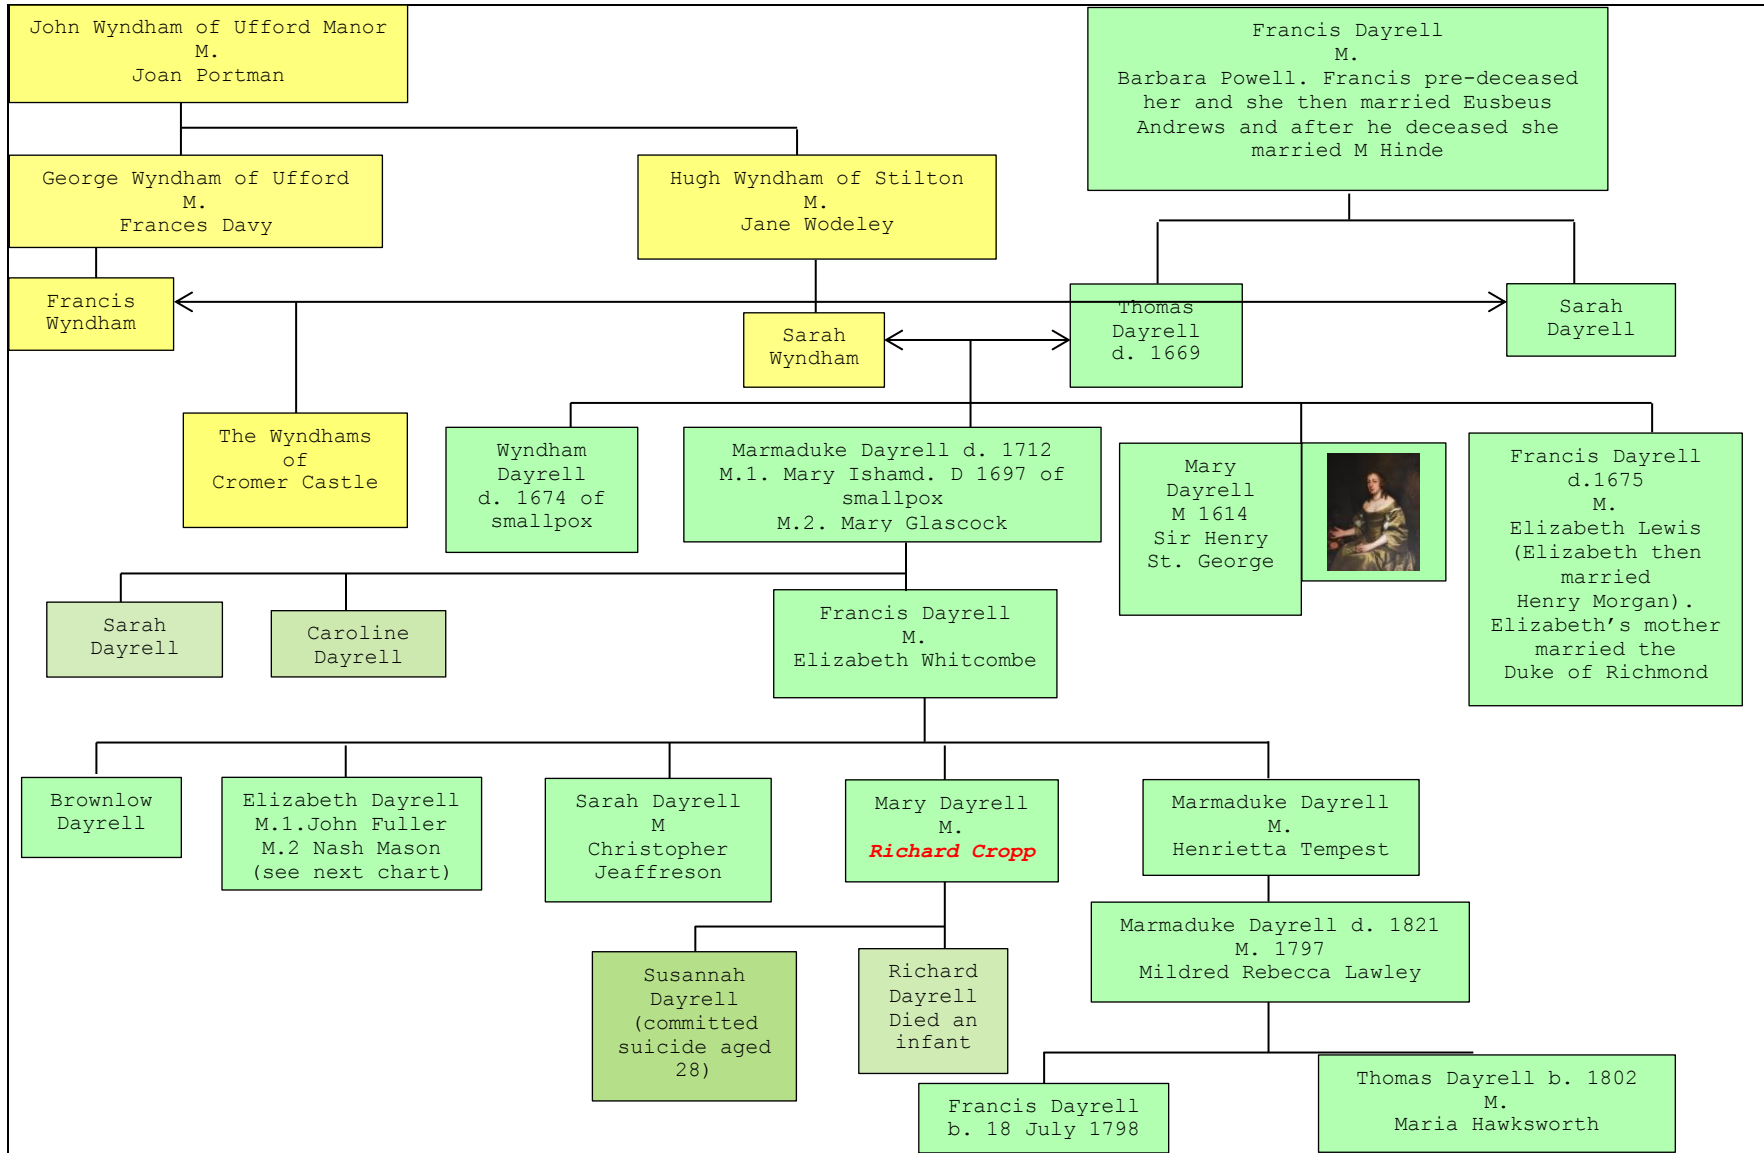 John Wyndham of Ufford Manor
M.
Joan Portman
Francis Dayrell
M.
Barbara Powell. Francis pre-deceased
her and she then married Eusbeus
Andrews and after he deceased she
married M Hinde
George Wyndham of Ufford
M.
Frances Davy
Hugh Wyndham of Stilton
M.
Jane Wodeley
Francis
Wyndham
Sarah
Wyndham
Thomas
Dayrell
d. 1669
Sarah
Dayrell
The Wyndhams
of
Cromer Castle
Wyndham
Dayrell
d. 1674 of
smallpox
Marmaduke Dayrell d. 1712
M.1. Mary Ishamd. D 1697 of
smallpox
M.2. Mary Glascock
Mary
Dayrell
M 1614
Sir Henry
St. George
Francis Dayrell
d.1675
M.
Elizabeth Lewis
(Elizabeth then
married
Henry Morgan).
Elizabeth’s mother
married the
Duke of Richmond
Sarah
Dayrell
Caroline
Dayrell
Francis Dayrell
M.
Elizabeth Whitcombe
Brownlow
Dayrell
Elizabeth Dayrell
M.1.John Fuller
M.2 Nash Mason
(see next chart)
Sarah Dayrell
M
Christopher
Jeaffreson
Mary Dayrell
M.
Richard Cropp
Marmaduke Dayrell
M.
Henrietta Tempest
Marmaduke Dayrell d. 1821
M. 1797
Mildred Rebecca Lawley
Susannah
Dayrell
(committed
suicide aged
28)
Richard
Dayrell
Died an
infant
Francis Dayrell
b. 18 July 1798
Thomas Dayrell b. 1802
M.
Maria Hawksworth